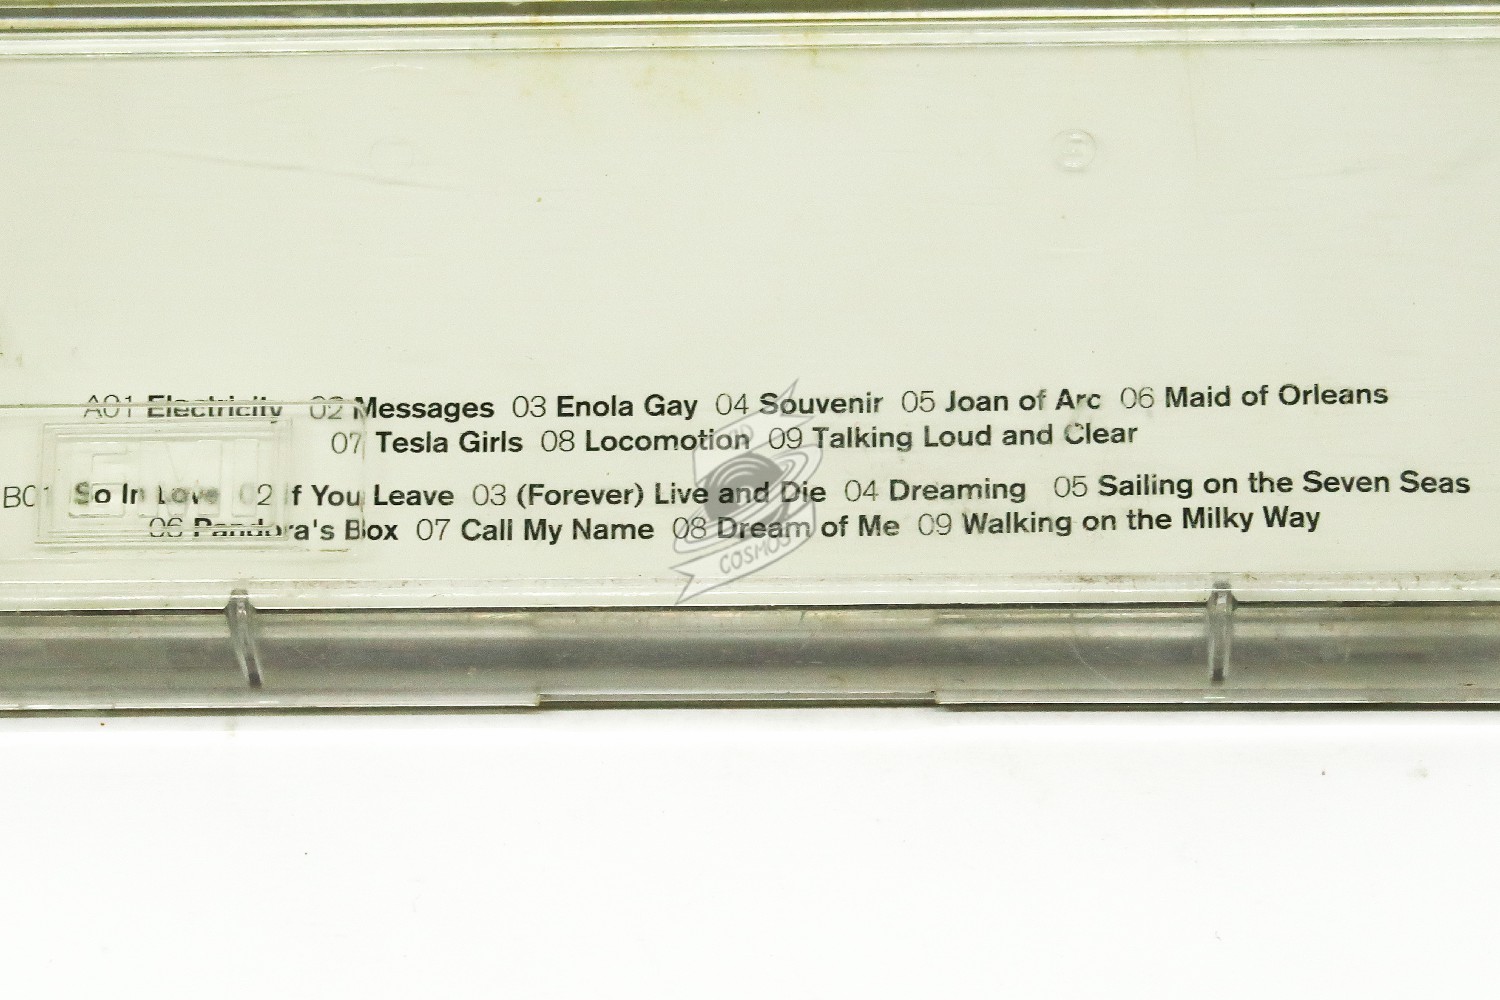 A01 Electricity 02 Messages 03 Enola Gay 04 Souvenir 05 Joan of Arc 06 Maid of Orleans
07 Tesla Girls 08 Locomotion 09 Talking Loud and Clear
B01 So In Love 02 If You Leave 03 (Forever) Live and Die 04 Dreaming 05 Sailing on the Seven Seas
06 Pandora's Box 07 Call My Name 08 Dream of Me 09 Walking on the Milky Way
EMI
COSMOS